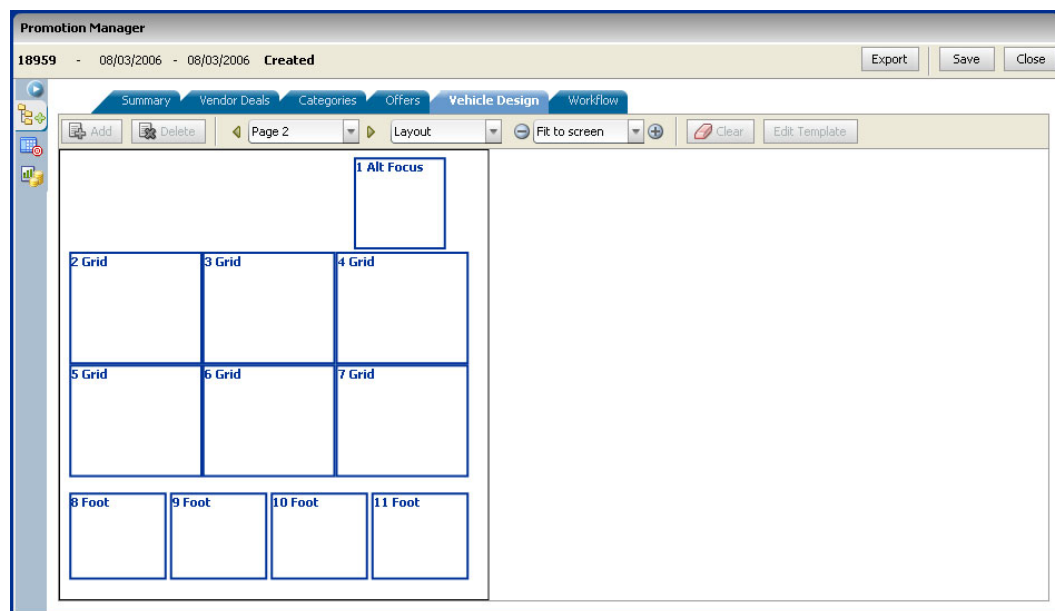 Promotion Manager
18959 - 08/03/2006 - 08/03/2006 Created Export Save Close
Summary Vendor Deals Categories Offers Vehicle Design Workflow
Add Delete Page 2 Layout Fit to screen Clear Edit Template
1 Alt Focus
2 Grid 3 Grid 4 Grid
5 Grid 6 Grid 7 Grid
8 Foot 9 Foot 10 Foot 11 Foot